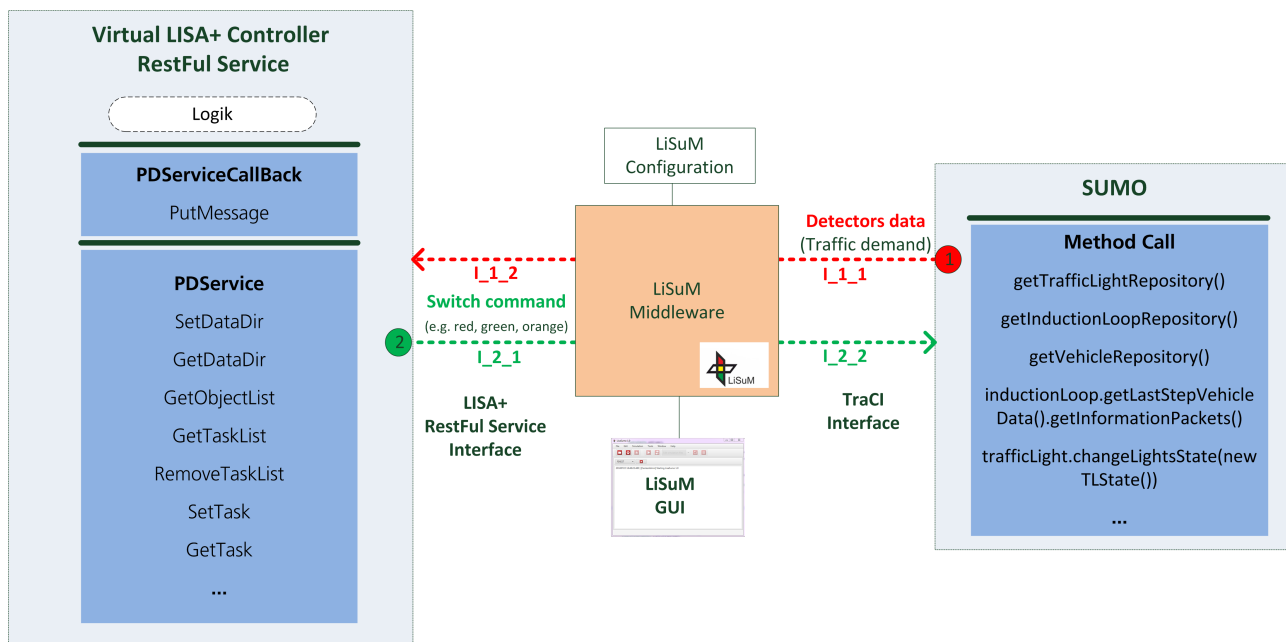 Virtual LISA+ Controller
RestFul Service
Logik
PDServiceCallBack
PutMessage
PDService
SetDataDir
GetDataDir
GetObjectList
GetTaskList
RemoveTaskList
SetTask
GetTask
...
I_1_2
Switch command
(e.g. red, green, orange)
2
I_2_1
LISA+
RestFul Service
Interface
LiSuM
Configuration
LiSuM
Middleware
LiSuM
LiSuM
GUI
Detectors data
(Traffic demand)
1
I_1_1
I_2_2
TraCI
Interface
SUMO
Method Call
getTrafficLightRepository()
getInductionLoopRepository()
getVehicleRepository()
inductionLoop.getLastStepVehicle
Data().getInformationPackets()
trafficLight.changeLightsState(new
TLState())
...